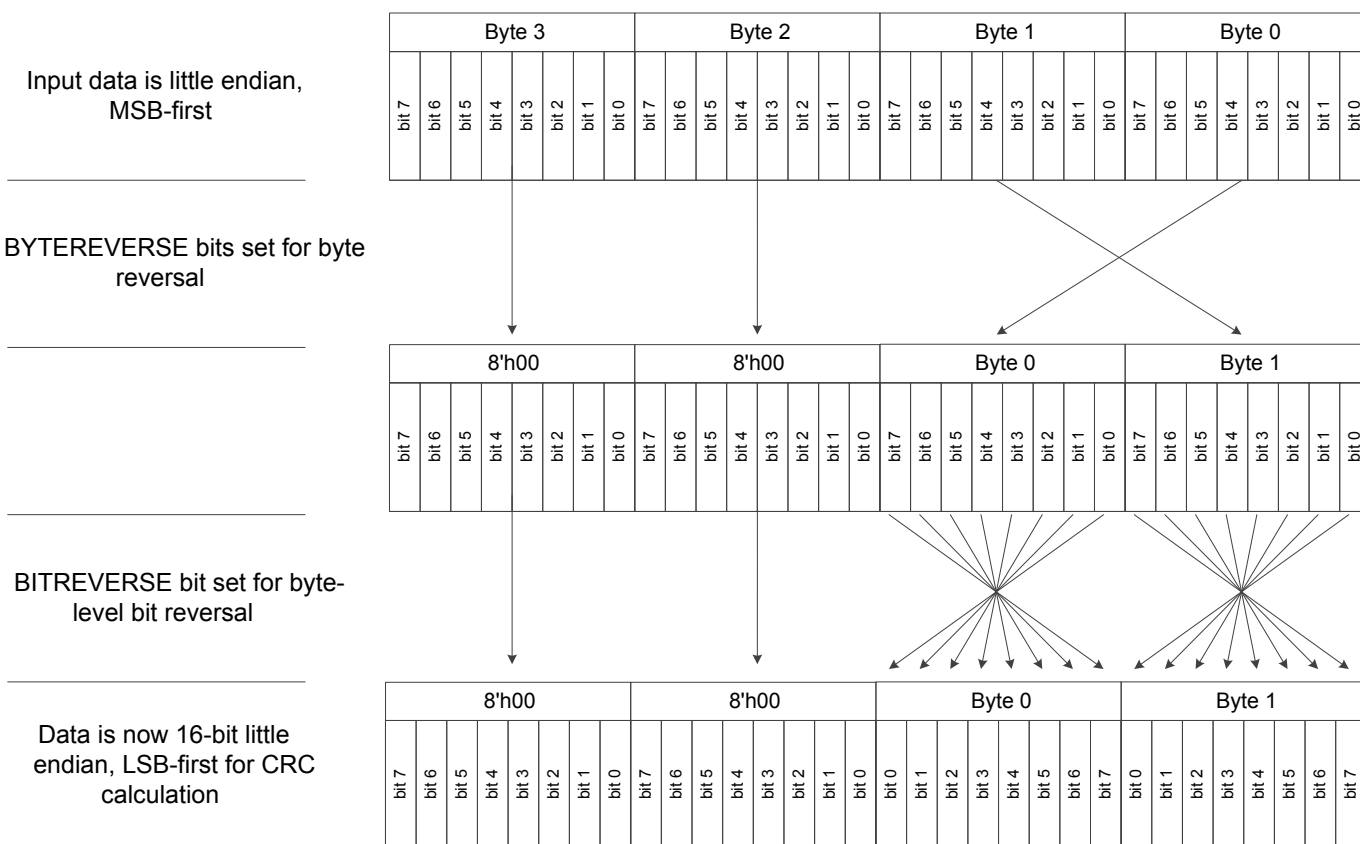 Byte 3 Byte 2 Byte 1 Byte 0
Input data is little endian,
MSB-first
bit 7 bit 6 bit 5 bit 4 bit 3 bit 2 bit 1 bit 0 bit 7 bit 6 bit 5 bit 4 bit 3 bit 2 bit 1 bit 0 bit 7 bit 6 bit 5 bit 4 bit 3 bit 2 bit 1 bit 0 bit 7 bit 6 bit 5 bit 4 bit 3 bit 2 bit 1 bit 0
BYTEREVERSE bits set for byte
reversal
8'h00 8'h00 Byte 0 Byte 1
bit 7 bit 6 bit 5 bit 4 bit 3 bit 2 bit 1 bit 0 bit 7 bit 6 bit 5 bit 4 bit 3 bit 2 bit 1 bit 0 bit 7 bit 6 bit 5 bit 4 bit 3 bit 2 bit 1 bit 0 bit 7 bit 6 bit 5 bit 4 bit 3 bit 2 bit 1 bit 0
BITREVERSE bit set for byte-
level bit reversal
8'h00 8'h00 Byte 0 Byte 1
Data is now 16-bit little
endian, LSB-first for CRC
calculation
bit 7 bit 6 bit 5 bit 4 bit 3 bit 2 bit 1 bit 0 bit 7 bit 6 bit 5 bit 4 bit 3 bit 2 bit 1 bit 0 bit 0 bit 1 bit 2 bit 3 bit 4 bit 5 bit 6 bit 7 bit 0 bit 1 bit 2 bit 3 bit 4 bit 5 bit 6 bit 7